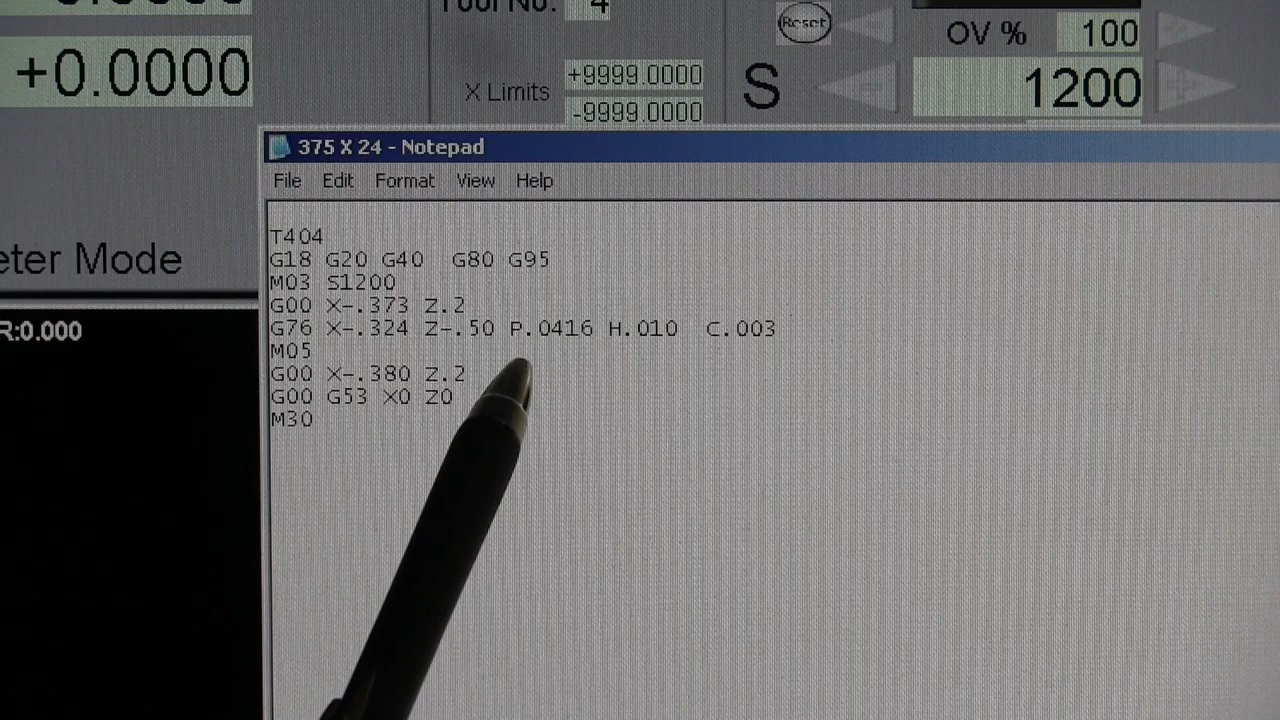 +0.0000
Tool No. 4
X Limits
+9999.0000
-9999.0000
Reset
OV % 100
S 1200
375 X 24 - Notepad
File Edit Format View Help
T404
G18 G20 G40 G80 G95
M03 S1200
G00 X-.373 Z.2
G76 X-.324 Z-.50 P.0416 H.010 C.003
M05
G00 X-.380 Z.2
G00 G53 X0 Z0
M30
eter Mode
R:0.000